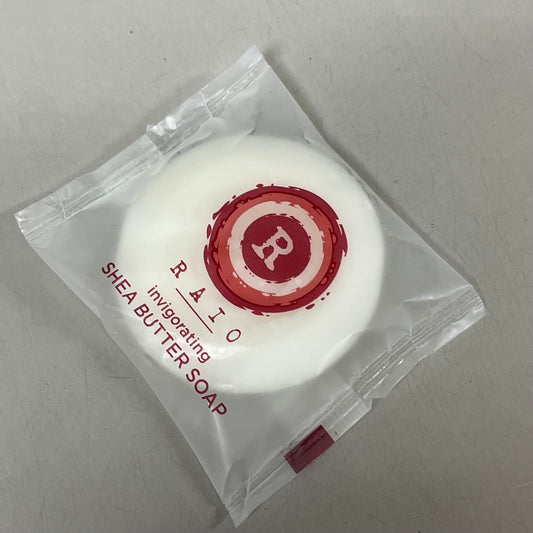 R
RAIO
invigorating
SHEA BUTTER SOAP